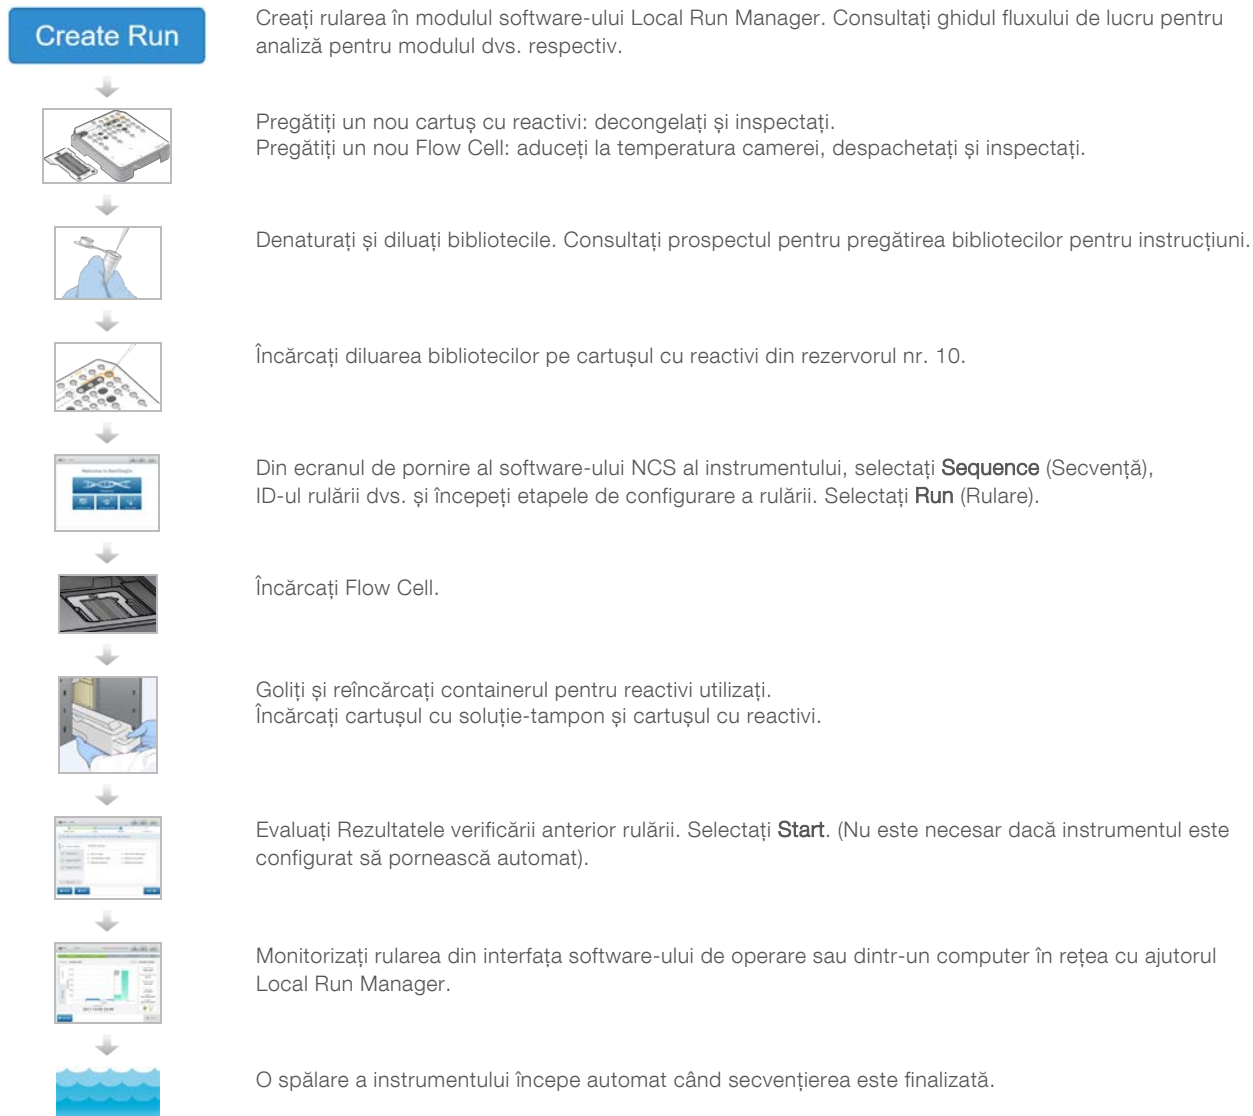 Create Run
Creați rularea în modulul software-ului Local Run Manager. Consultați ghidul fluxului de lucru pentru
analiză pentru modulul dvs. respectiv.
Pregătiți un nou cartuș cu reactivi: decongelați și inspectați.
Pregătiți un nou Flow Cell: aduceți la temperatura camerei, despachetați și inspectați.
Denaturați și diluați bibliotecile. Consultați prospectul pentru pregătirea bibliotecilor pentru instrucțiuni.
Încărcați diluarea bibliotecilor pe cartușul cu reactivi din rezervorul nr. 10.
Din ecranul de pornire al software-ului NCS al instrumentului, selectați Sequence (Secvență),
ID-ul rulării dvs. și începeți etapele de configurare a rulării. Selectați Run (Rulare).
Încărcați Flow Cell.
Goliți și reîncărcați containerul pentru reactivi utilizați.
Încărcați cartușul cu soluție-tampon și cartușul cu reactivi.
Evaluați Rezultatele verificării anterior rulării. Selectați Start. (Nu este necesar dacă instrumentul este
configurat să pornească automat).
Monitorizați rularea din interfața software-ului de operare sau dintr-un computer în rețea cu ajutorul
Local Run Manager.
O spălare a instrumentului începe automat când secvențierea este finalizată.